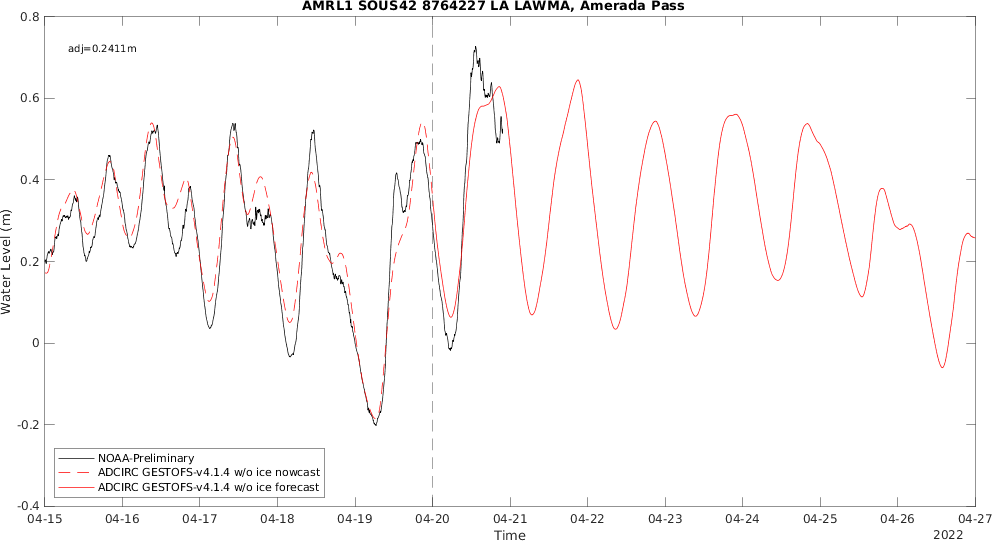 AMRL1 SOUS42 8764227 LA LAWMA, Amerada Pass
adj=0.2411m
0.8
0.6
0.4
0.2
0
-0.2
-0.4
Water Level (m)
NOAA-Preliminary
ADCIRC GESTOFS-v4.1.4 w/o ice nowcast
ADCIRC GESTOFS-v4.1.4 w/o ice forecast
04-15 04-16 04-17 04-18 04-19 04-20 04-21 04-22 04-23 04-24 04-25 04-26 04-27
Time
2022